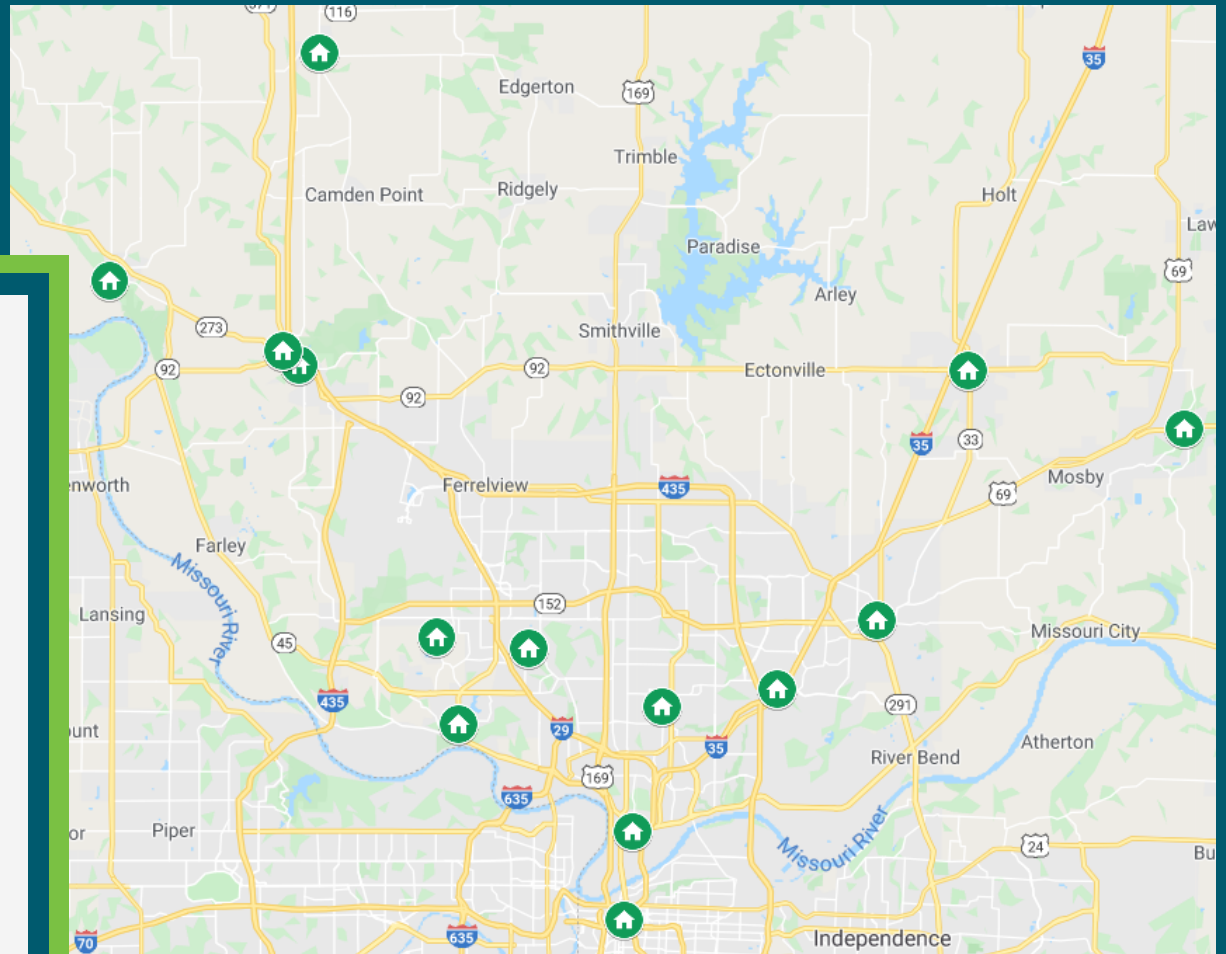 371
116
35
Edgerton
169
Trimble
Camden Point
Ridgely
Holt
Law
Paradise
69
Arley
273
Smithville
92
92
Ectonville
92
35
33
Mosby
enworth
Ferrelview
435
69
Farley
Missouri River
152
Lansing
Missouri City
45
435
291
ount
29
35
Atherton
River Bend
169
635
Piper
or
Missouri River
24
Bu
70
635
Independence